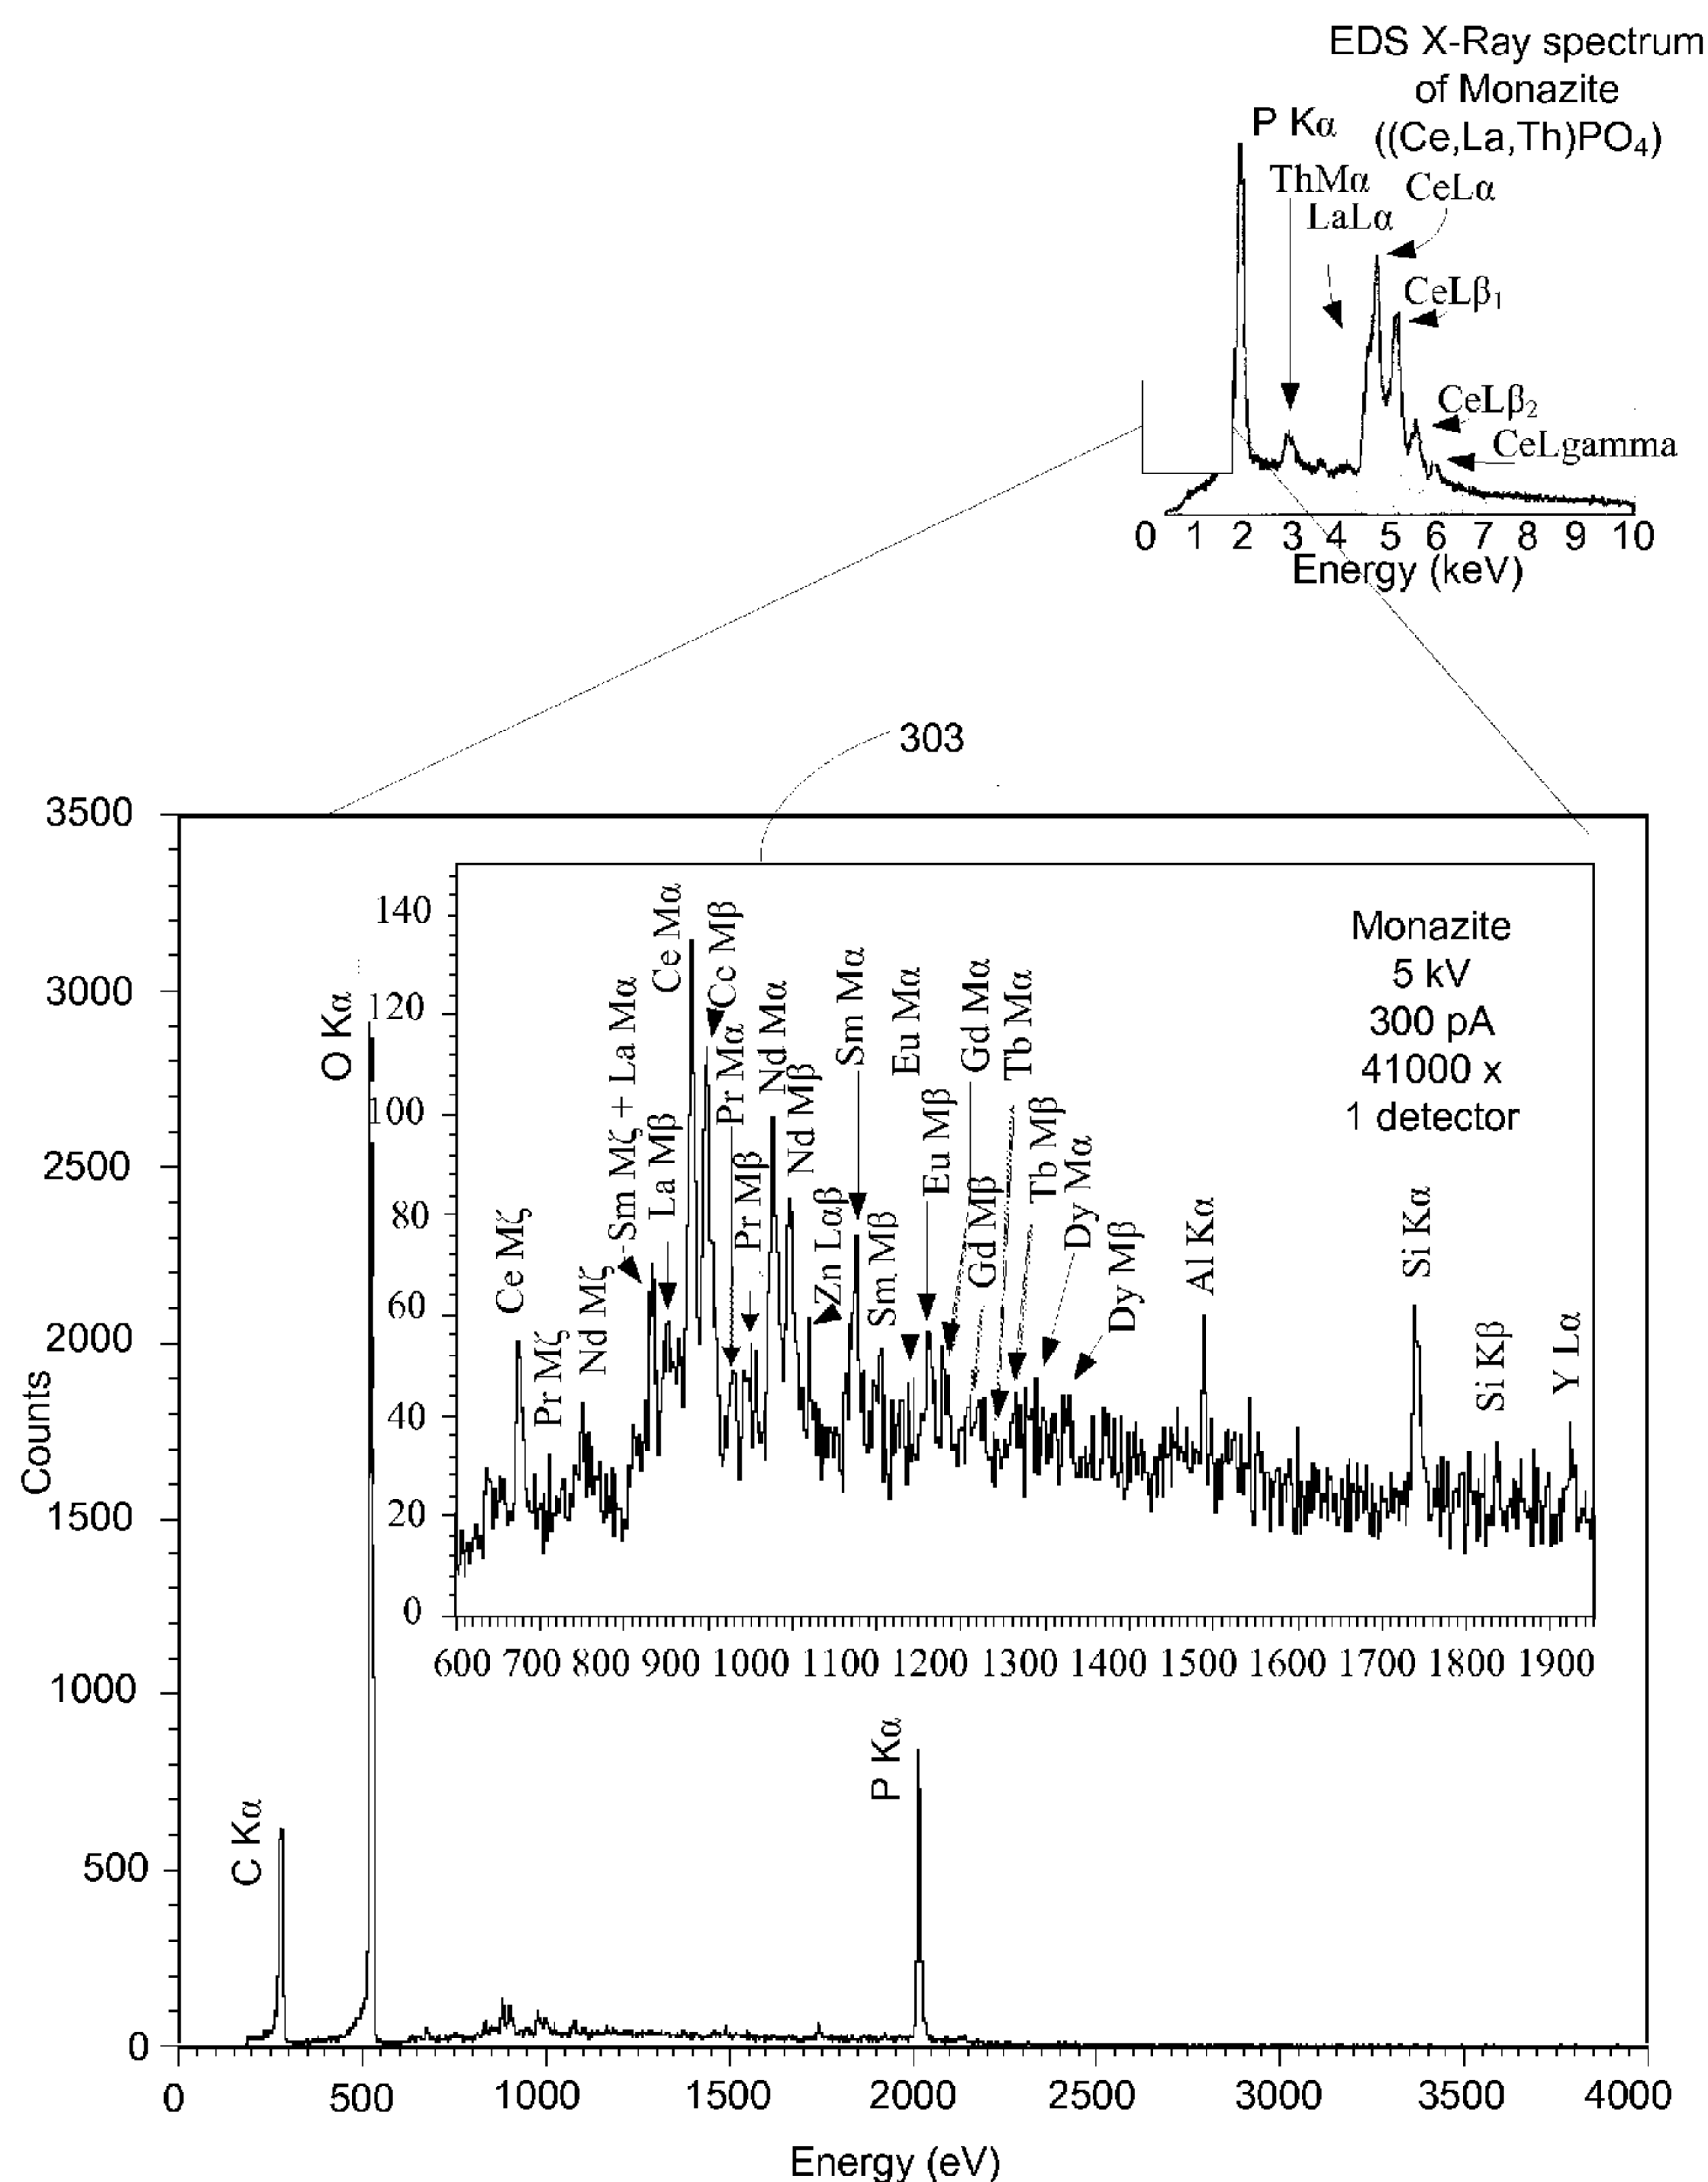 EDS X-Ray spectrum
of Monazite
((Ce,La,Th)PO₄)
P Kα
ThMα
LaLα
CeLα
CeLβ₁
CeLβ₂
CeLgamma
0 1 2 3 4 5 6 7 8 9 10
Energy (keV)
303
3500
3000
2500
2000
1500
1000
500
0
Counts
C Kα
O Kα
P Kα
140
120
100
80
60
40
20
0
Ce Mζ
Pr Mζ
Nd Mζ
Sm Mζ + La Mα
La Mβ
Ce Mα
Cc Mβ
Pr Mα
Pr Mβ
Nd Mα
Nd Mβ
Zn Lαβ
Sm Mα
Sm Mβ
Eu Mα
Eu Mβ
Gd Mα
Gd Mβ
Tb Mα
Tb Mβ
Dy Mα
Dy Mβ
Al Kα
Si Kα
Si Kβ
Y Lα
Monazite
5 kV
300 pA
41000 x
1 detector
600 700 800 900 1000 1100 1200 1300 1400 1500 1600 1700 1800 1900
0 500 1000 1500 2000 2500 3000 3500 4000
Energy (eV)